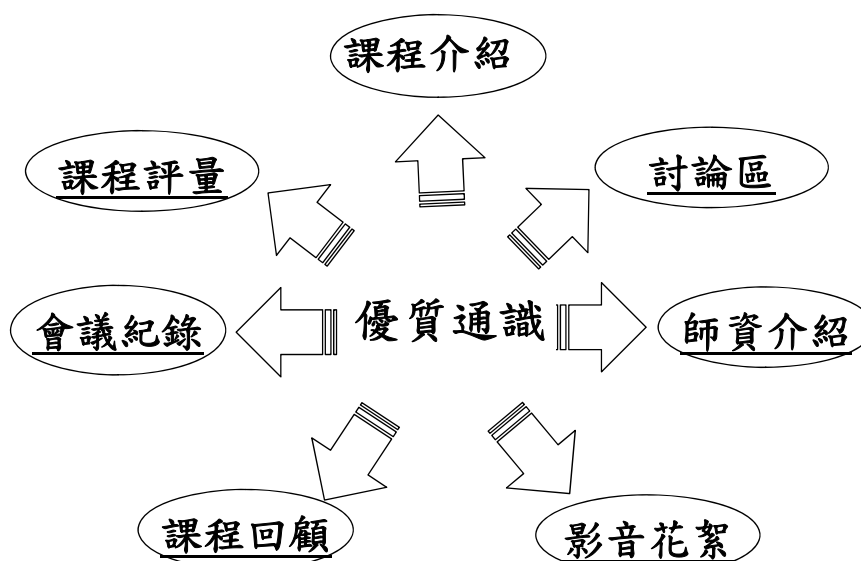 課程介紹
課程評量
討論區
會議紀錄
優質通識
師資介紹
課程回顧
影音花絮